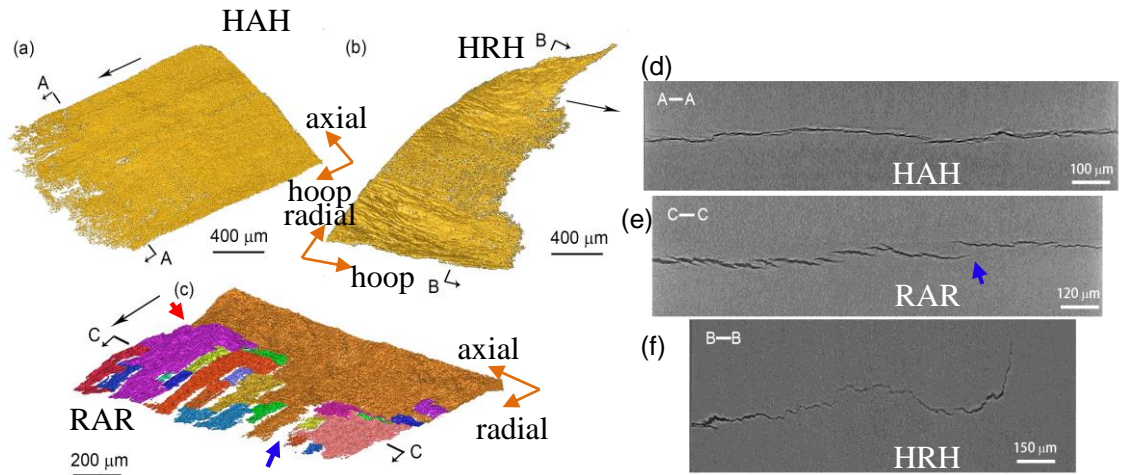 HAH
(a)
A
A
400 μm
axial
hoop
(b)
HRH
B
B
400 μm
radial
hoop
(c)
C
C
RAR
200 μm
axial
radial
(d)
A—A
HAH
100 μm
(e)
C—C
RAR
120 μm
(f)
B—B
HRH
150 μm